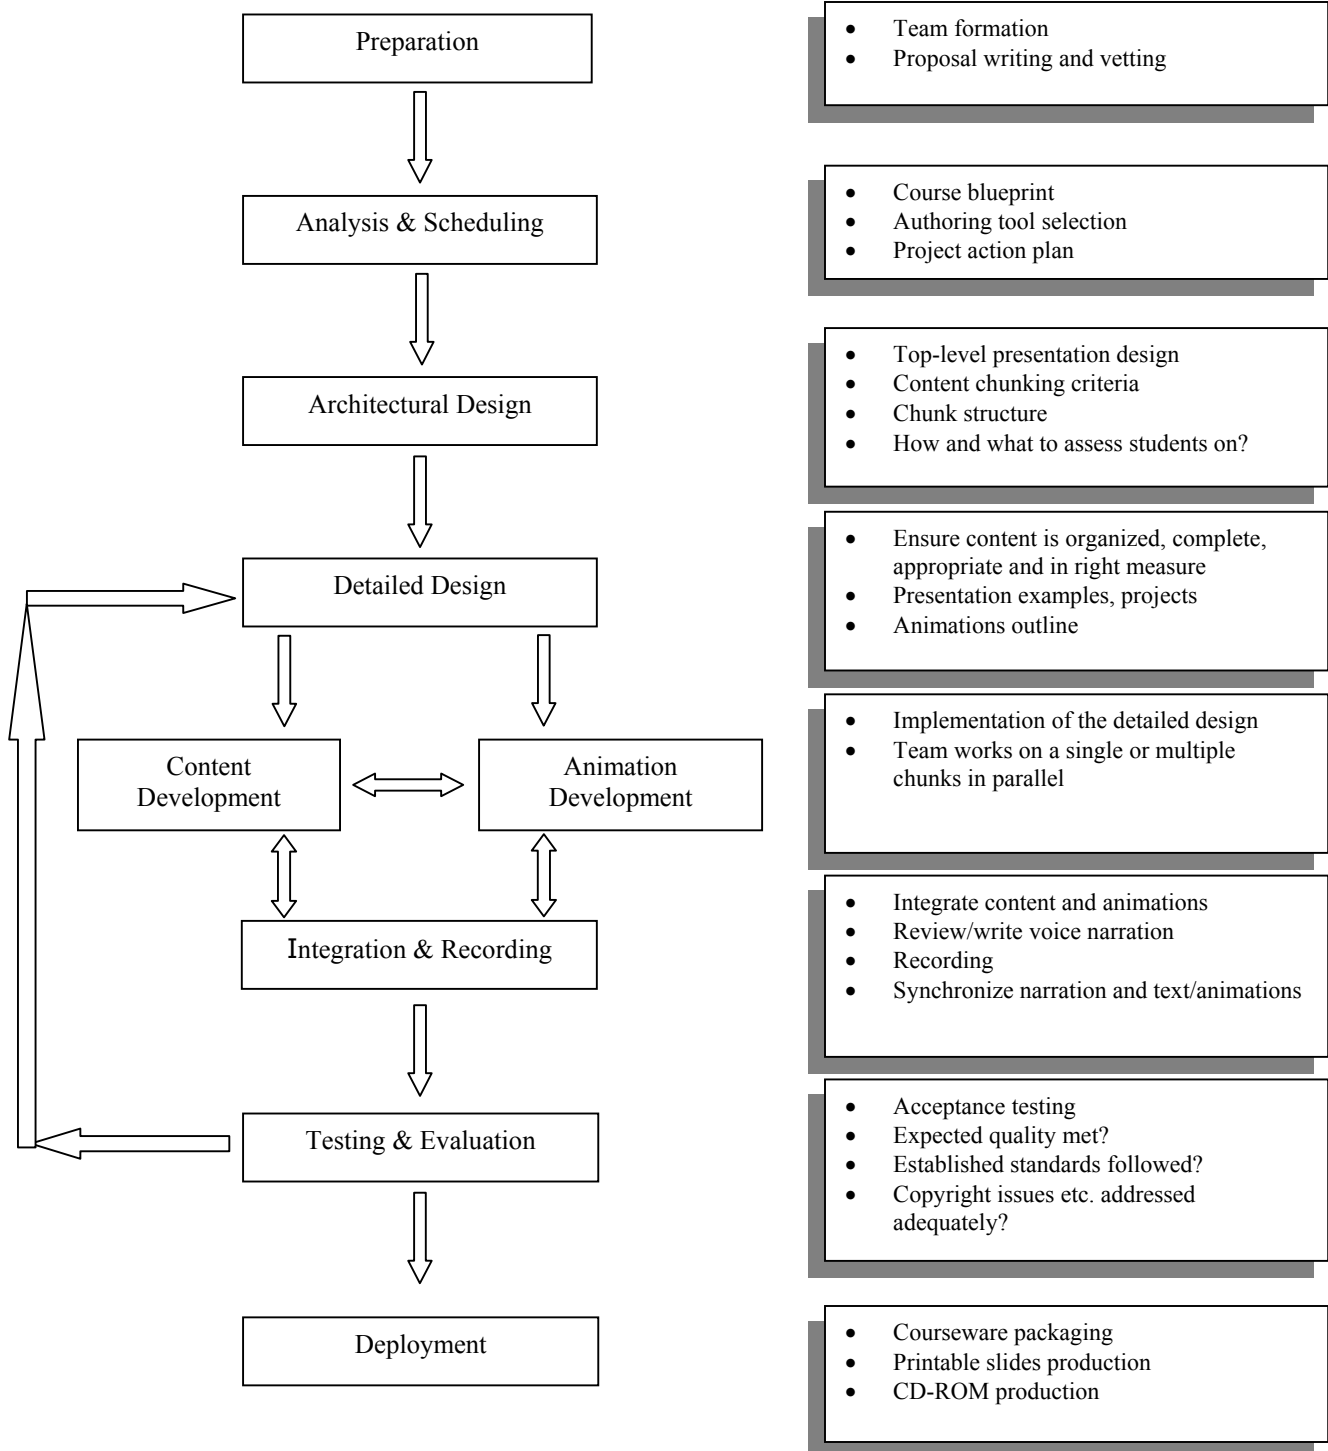 Preparation
• Team formation
• Proposal writing and vetting
Analysis & Scheduling
• Course blueprint
• Authoring tool selection
• Project action plan
Architectural Design
• Top-level presentation design
• Content chunking criteria
• Chunk structure
• How and what to assess students on?
Detailed Design
• Ensure content is organized, complete,
appropriate and in right measure
• Presentation examples, projects
• Animations outline
Content
Development
Animation
Development
• Implementation of the detailed design
• Team works on a single or multiple
chunks in parallel
Integration & Recording
• Integrate content and animations
• Review/write voice narration
• Recording
• Synchronize narration and text/animations
Testing & Evaluation
• Acceptance testing
• Expected quality met?
• Established standards followed?
• Copyright issues etc. addressed
adequately?
Deployment
• Courseware packaging
• Printable slides production
• CD-ROM production